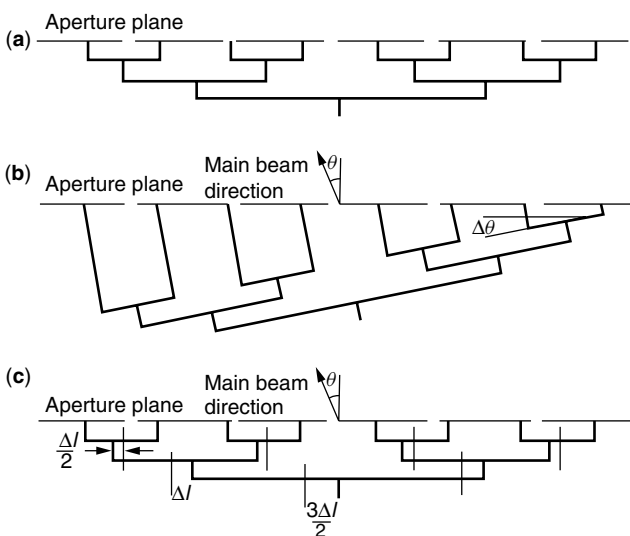 (a)
Aperture plane
(b)
Aperture plane
Main beam
direction
θ
Δθ
(c)
Aperture plane
Main beam
direction
θ
Δl
2
Δl
3Δl
2